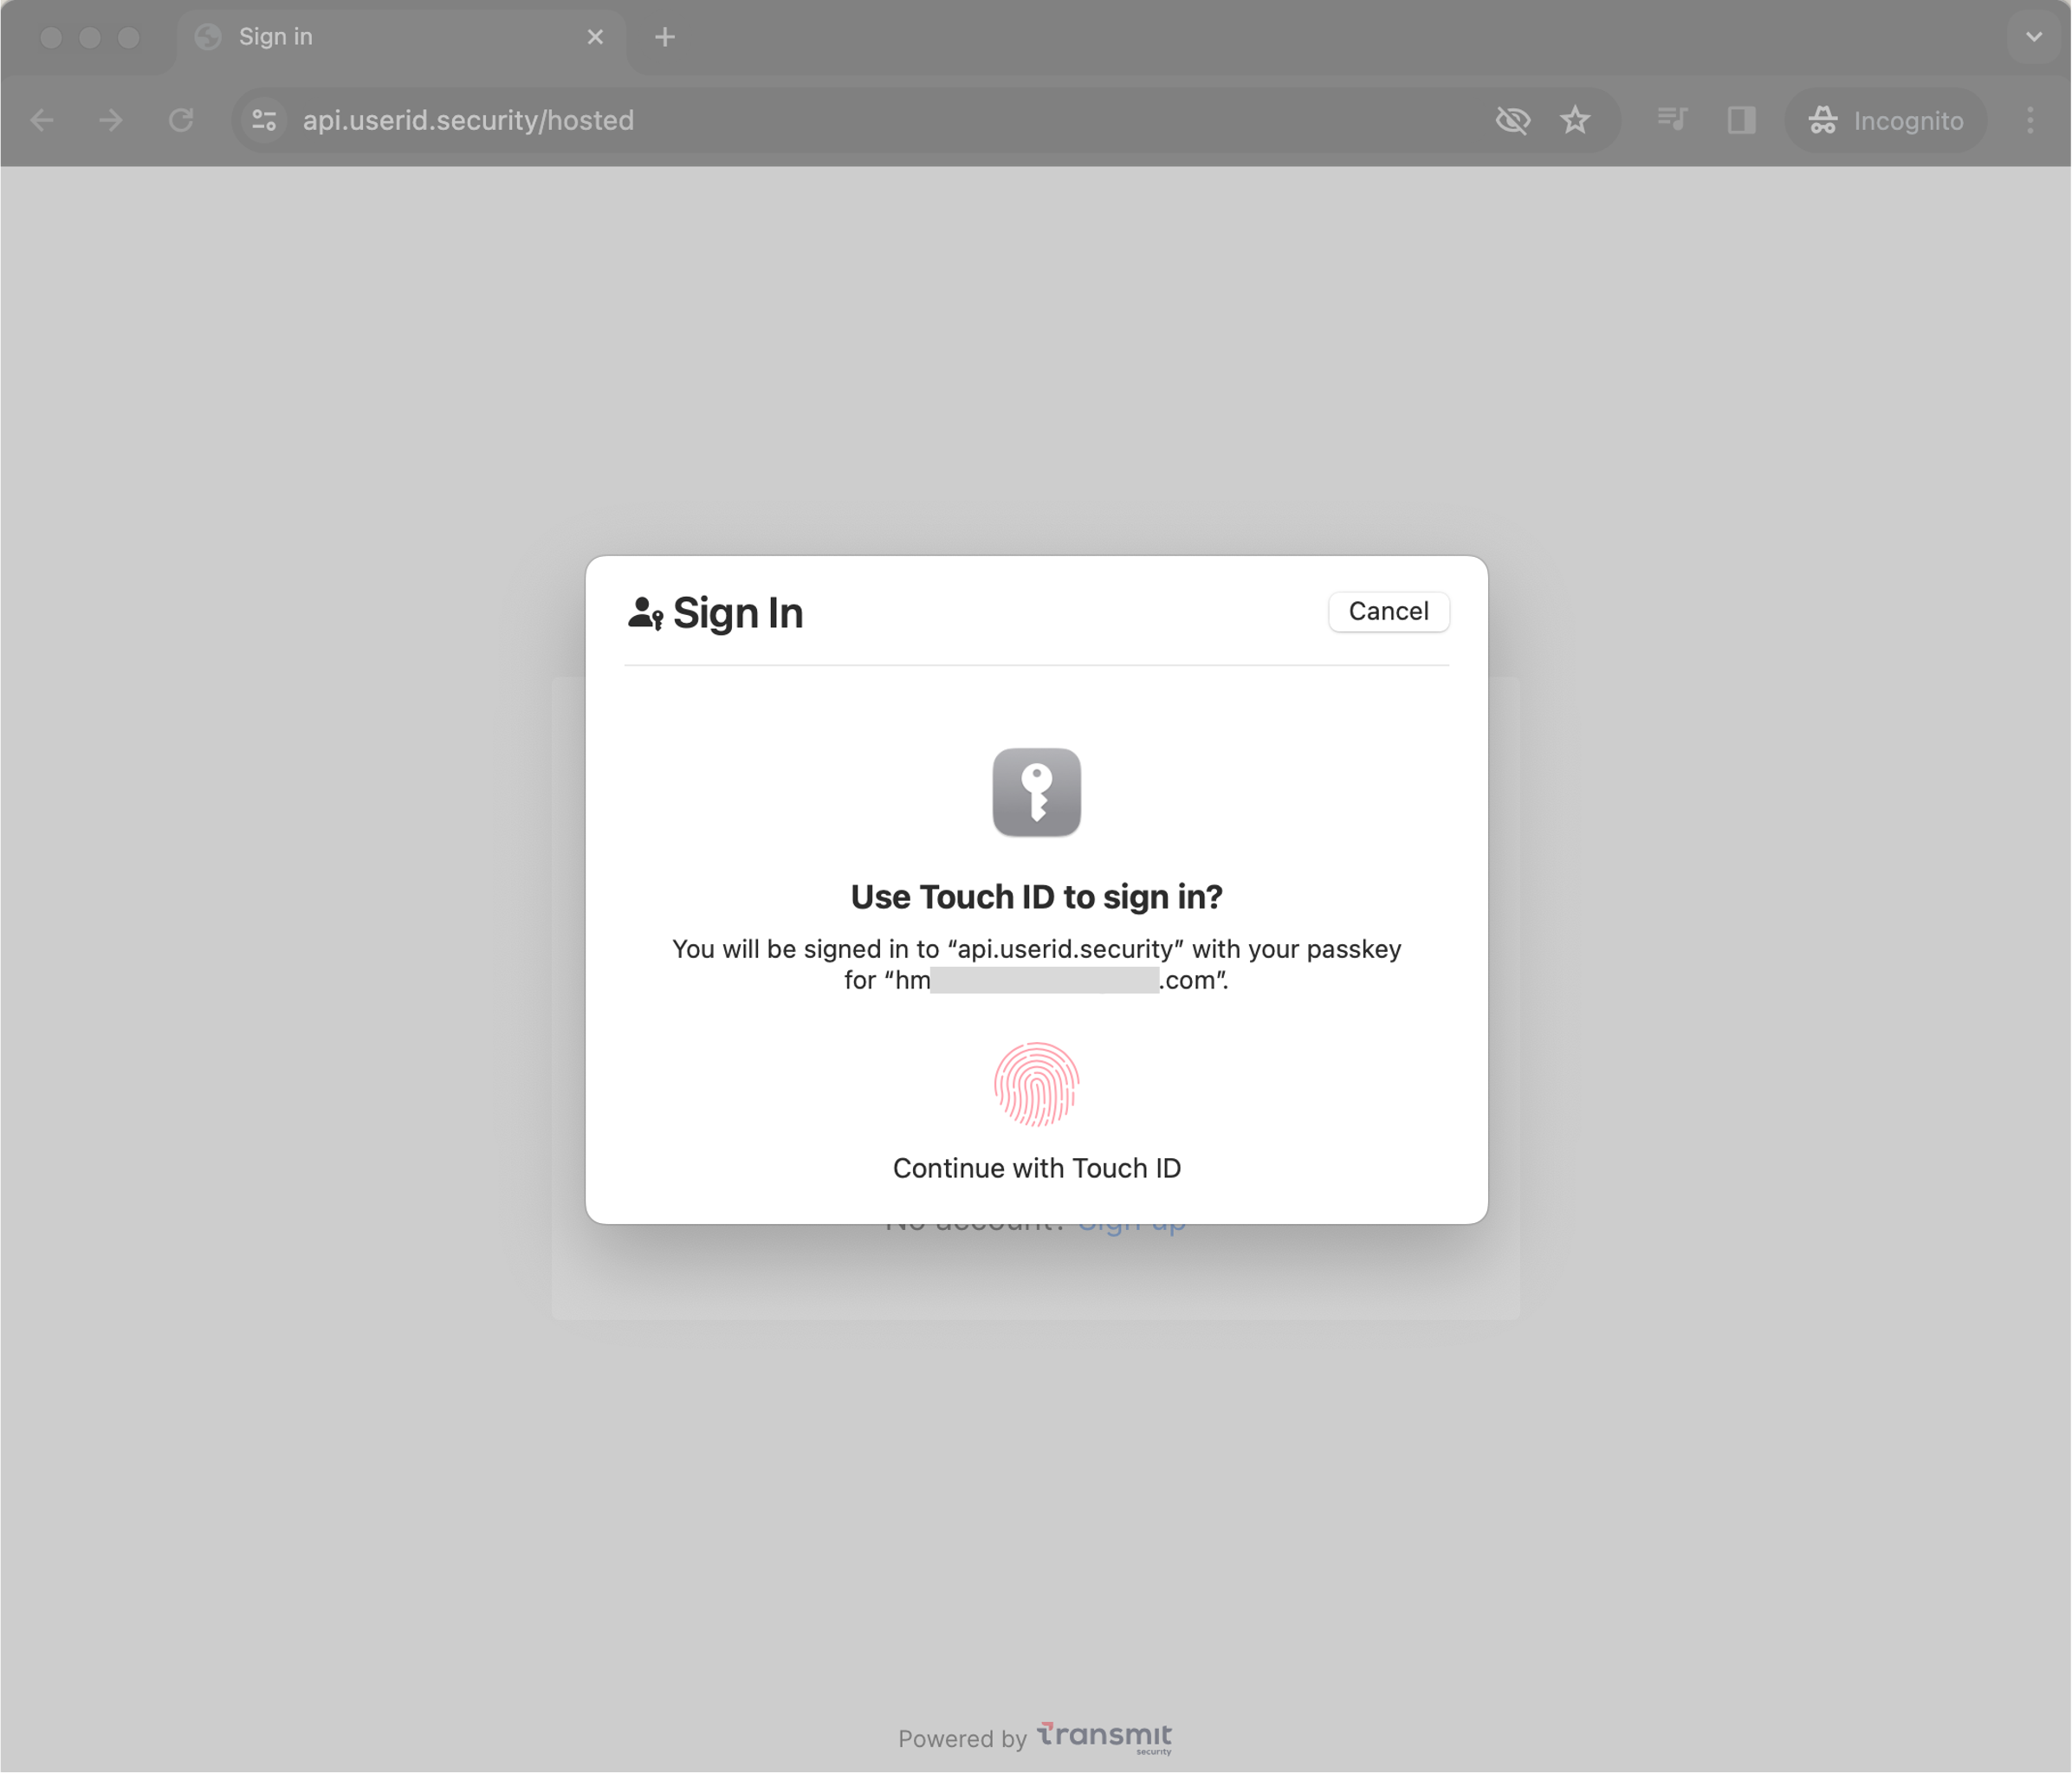 Sign in
api.userid.security/hosted
Incognito
Sign In
Cancel
Use Touch ID to sign in?
You will be signed in to “api.userid.security” with your passkey
for “hm .com”.
Continue with Touch ID
No account? Sign up
Powered by Transmit
security